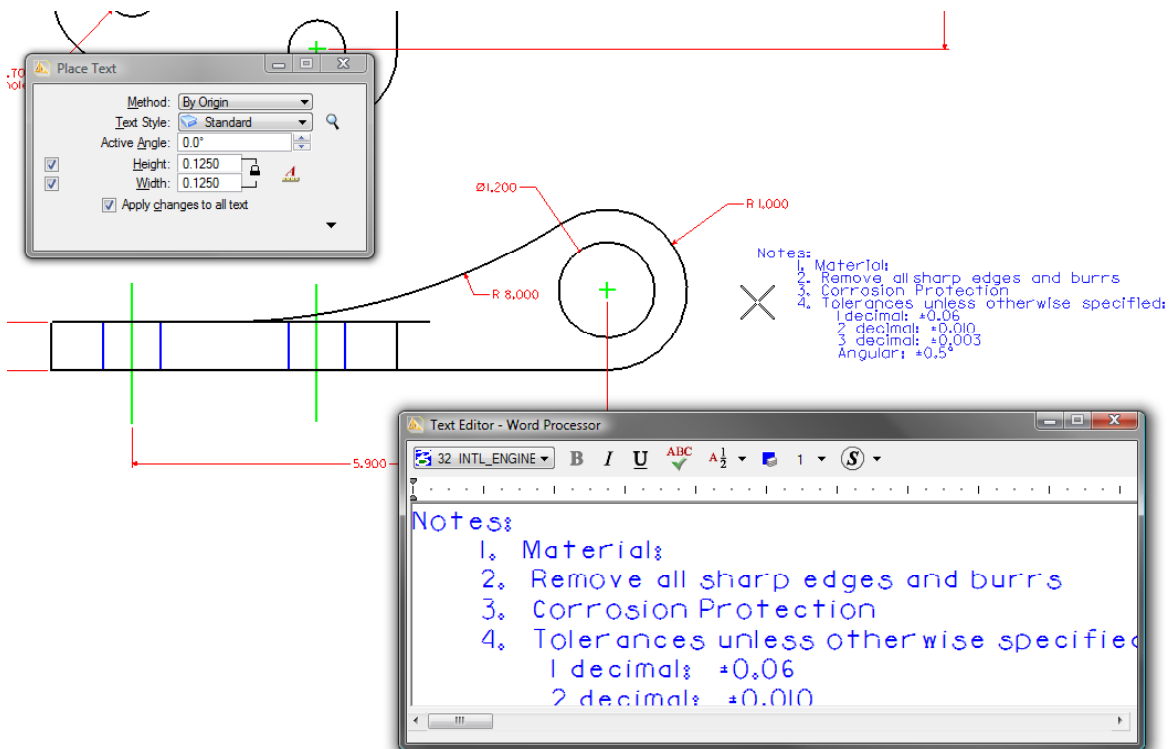 .TO
hole
Place Text
Method: By Origin
Text Style: Standard
Active Angle: 0.0°
Height: 0.1250
Width: 0.1250
Apply changes to all text
Ø1.200
R 1.000
R 8.000
5.900
Notes:
1. Material:
2. Remove all sharp edges and burrs
3. Corrosion Protection
4. Tolerances unless otherwise specified:
1 decimal: ±0.06
2 decimal: ±0.010
3 decimal: ±0.003
Angular: ±0.5°
Text Editor - Word Processor
32 INTL_ENGINE B I U ABC A½ 1 S
Notes:
1. Material:
2. Remove all sharp edges and burrs
3. Corrosion Protection
4. Tolerances unless otherwise specified
1 decimal: ±0.06
2 decimal: ±0.010